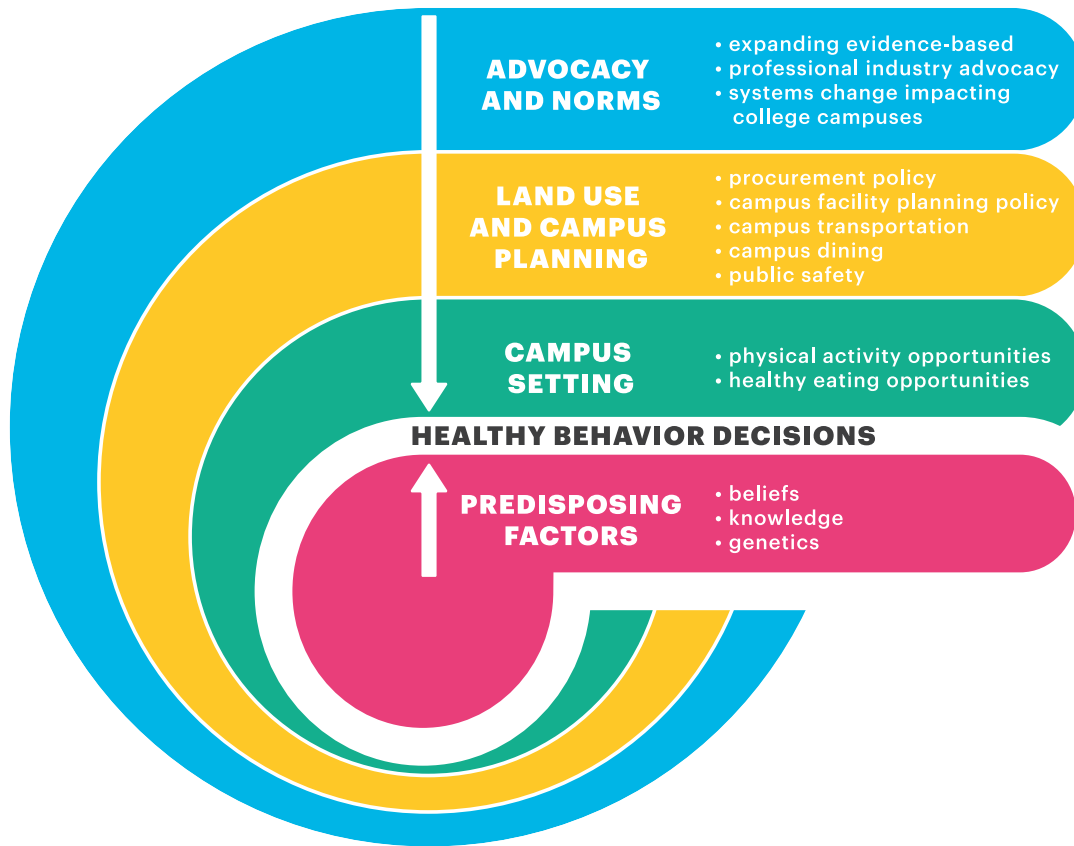 ADVOCACY
AND NORMS
• expanding evidence-based
• professional industry advocacy
• systems change impacting
college campuses
LAND USE
AND CAMPUS
PLANNING
• procurement policy
• campus facility planning policy
• campus transportation
• campus dining
• public safety
CAMPUS
SETTING
• physical activity opportunities
• healthy eating opportunities
HEALTHY BEHAVIOR DECISIONS
PREDISPOSING
FACTORS
• beliefs
• knowledge
• genetics